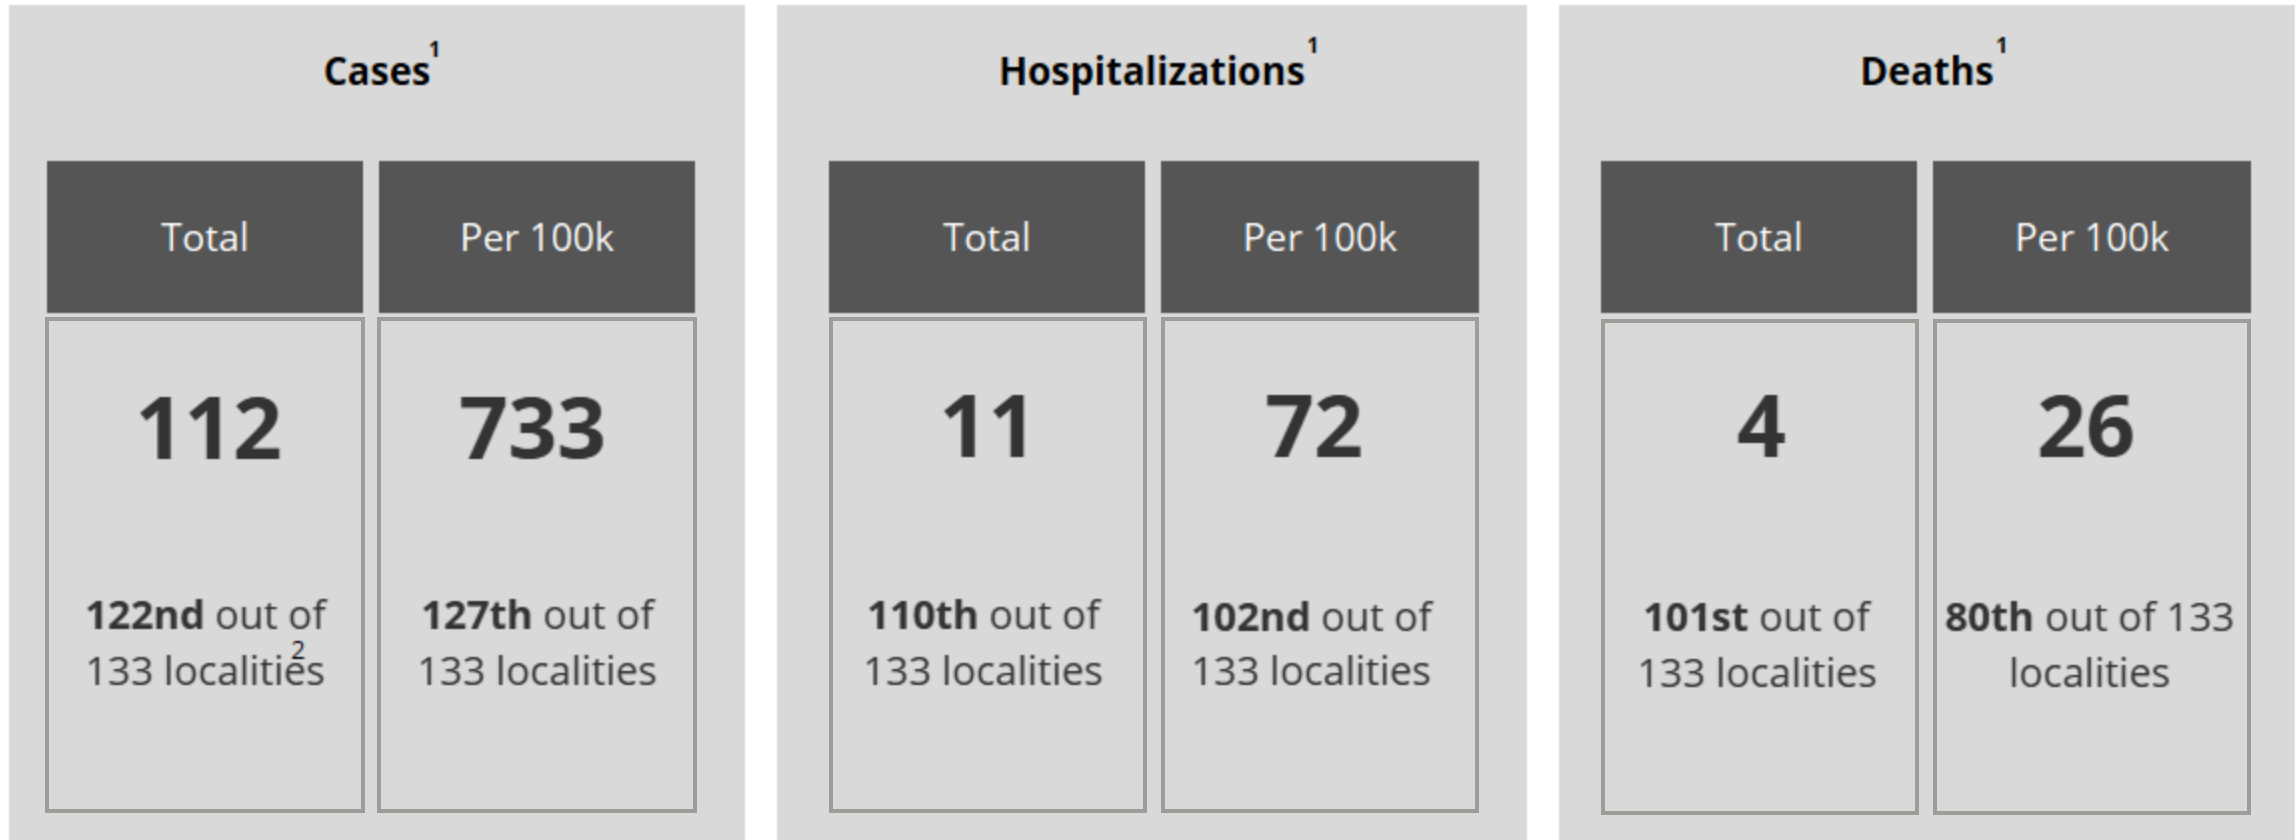 Cases¹
Total
Per 100k
112
733
122nd out of
133 localities²
127th out of
133 localities
Hospitalizations¹
Total
Per 100k
11
72
110th out of
133 localities
102nd out of
133 localities
Deaths¹
Total
Per 100k
4
26
101st out of
133 localities
80th out of 133
localities